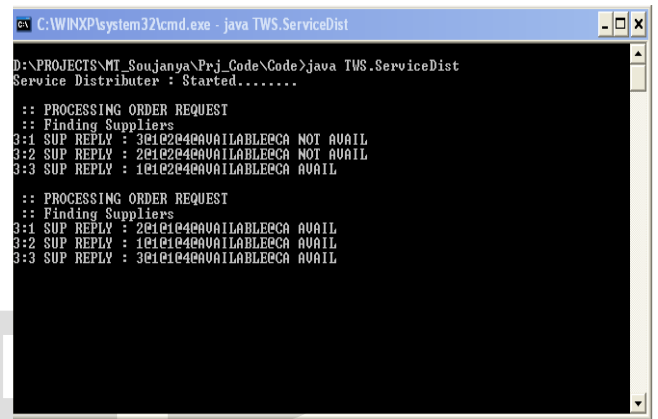 C:\WINXP\system32\cmd.exe - java TWS.ServiceDist
D:\PROJECTS\MT_Soujanya\Prj_Code\Code>java TWS.ServiceDist
Service Distributer : Started........
:: PROCESSING ORDER REQUEST
:: Finding Suppliers
3:1 SUP REPLY : 3@1@2@4@AVAILABLE@CA NOT AVAIL
3:2 SUP REPLY : 2@1@2@4@AVAILABLE@CA NOT AVAIL
3:3 SUP REPLY : 1@1@2@4@AVAILABLE@CA AVAIL
:: PROCESSING ORDER REQUEST
:: Finding Suppliers
3:1 SUP REPLY : 2@1@1@4@AVAILABLE@CA AVAIL
3:2 SUP REPLY : 1@1@1@4@AVAILABLE@CA AVAIL
3:3 SUP REPLY : 3@1@1@4@AVAILABLE@CA AVAIL